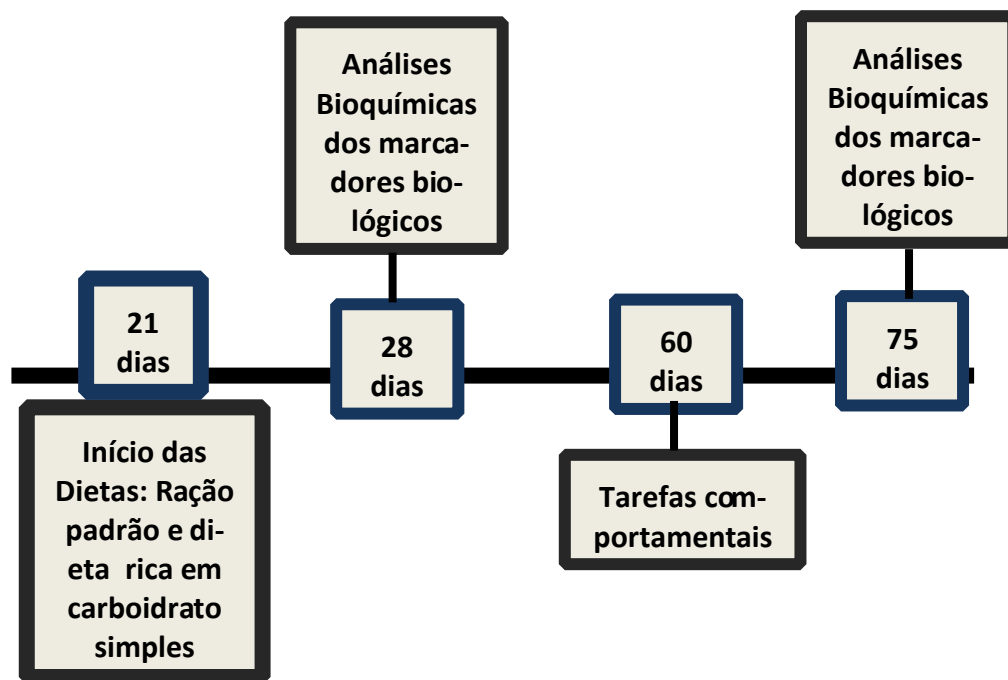 Análises
Bioquímicas
dos marca-
dores bio-
lógicos
Análises
Bioquímicas
dos marca-
dores bio-
lógicos
21
dias
28
dias
60
dias
75
dias
Início das
Dietas: Ração
padrão e di-
eta rica em
carboidrato
simples
Tarefas com-
portamentais